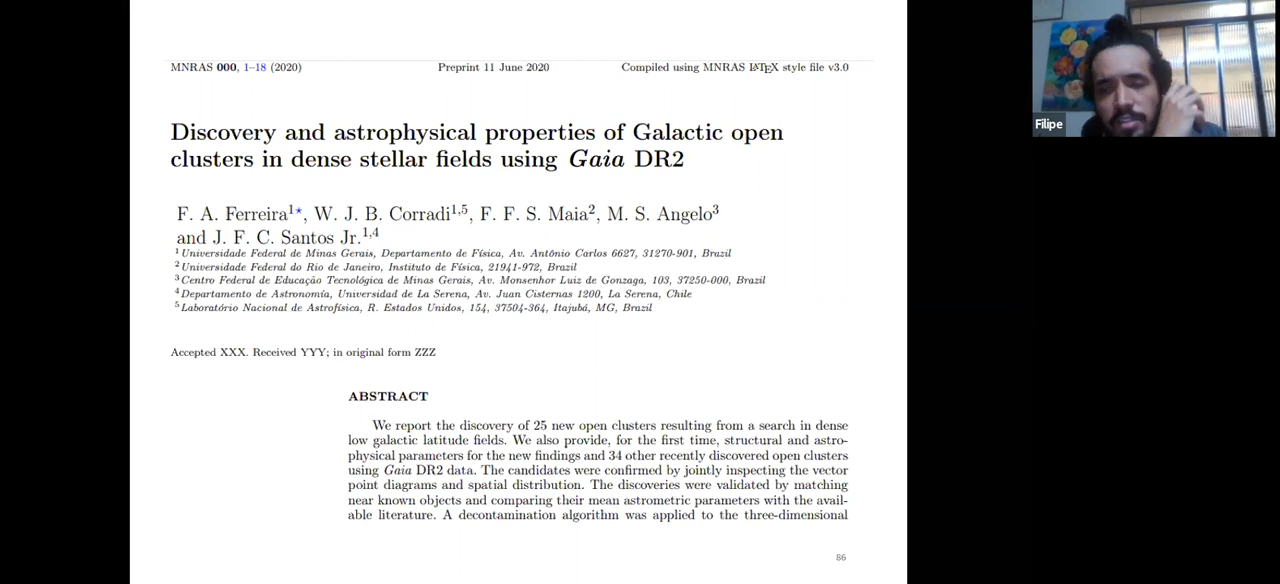 MNRAS 000, 1–18 (2020) Preprint 11 June 2020 Compiled using MNRAS LATEX style file v3.0
Discovery and astrophysical properties of Galactic open
clusters in dense stellar fields using Gaia DR2
F. A. Ferreira1⋆, W. J. B. Corradi1,5, F. F. S. Maia2, M. S. Angelo3
and J. F. C. Santos Jr.1,4
1 Universidade Federal de Minas Gerais, Departamento de Física, Av. Antônio Carlos 6627, 31270-901, Brazil
2 Universidade Federal do Rio de Janeiro, Instituto de Física, 21941-972, Brazil
3 Centro Federal de Educação Tecnológica de Minas Gerais, Av. Monsenhor Luiz de Gonzaga, 103, 37250-000, Brazil
4 Departamento de Astronomía, Universidad de La Serena, Av. Juan Cisternas 1200, La Serena, Chile
5 Laboratório Nacional de Astrofísica, R. Estados Unidos, 154, 37504-364, Itajubá, MG, Brazil
Accepted XXX. Received YYY; in original form ZZZ
ABSTRACT
We report the discovery of 25 new open clusters resulting from a search in dense
low galactic latitude fields. We also provide, for the first time, structural and astro-
physical parameters for the new findings and 34 other recently discovered open clusters
using Gaia DR2 data. The candidates were confirmed by jointly inspecting the vector
point diagrams and spatial distribution. The discoveries were validated by matching
near known objects and comparing their mean astrometric parameters with the avail-
able literature. A decontamination algorithm was applied to the three-dimensional
86
Filipe